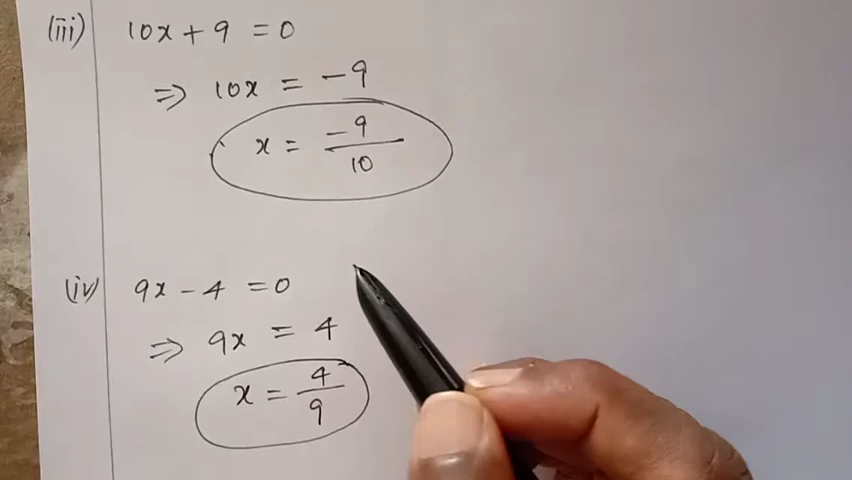 (iii) 10x + 9 = 0
⇒ 10x = -9
x = -9/10
(iv) 9x - 4 = 0
⇒ 9x = 4
x = 4/9